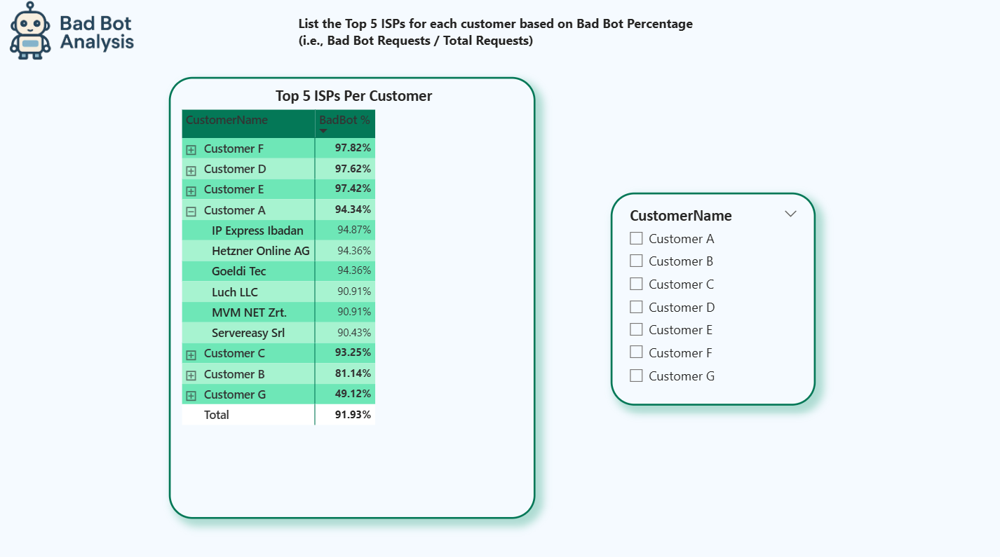 Bad Bot
Analysis
List the Top 5 ISPs for each customer based on Bad Bot Percentage
(i.e., Bad Bot Requests / Total Requests)
Top 5 ISPs Per Customer
CustomerName BadBot %
Customer F 97.82%
Customer D 97.62%
Customer E 97.42%
Customer A 94.34%
IP Express Ibadan 94.87%
Hetzner Online AG 94.36%
Goeldi Tec 94.36%
Luch LLC 90.91%
MVM NET Zrt. 90.91%
Servereasy Srl 90.43%
Customer C 93.25%
Customer B 81.14%
Customer G 49.12%
Total 91.93%
CustomerName
Customer A
Customer B
Customer C
Customer D
Customer E
Customer F
Customer G